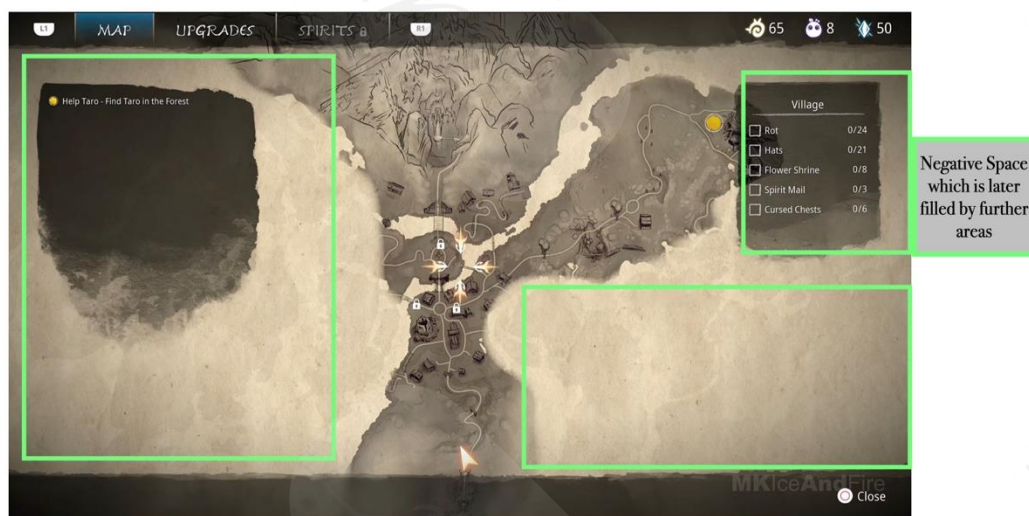 L1 MAP UPGRADES SPIRITS R1 65 8 50
Help Taro - Find Taro in the Forest
Village
Rot 0/24
Hats 0/21
Flower Shrine 0/8
Spirit Mail 0/3
Cursed Chests 0/6
Negative Space
which is later
filled by further
areas
MKIceAndFire
Close